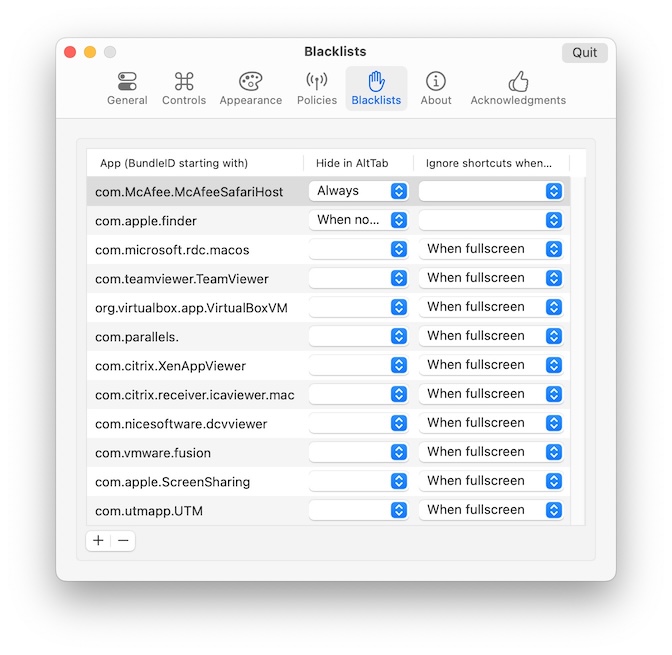 Blacklists
Quit
General Controls Appearance Policies Blacklists About Acknowledgments
App (BundleID starting with) Hide in AltTab Ignore shortcuts when...
com.McAfee.McAfeeSafariHost Always
com.apple.finder When no...
com.microsoft.rdc.macos When fullscreen
com.teamviewer.TeamViewer When fullscreen
org.virtualbox.app.VirtualBoxVM When fullscreen
com.parallels. When fullscreen
com.citrix.XenAppViewer When fullscreen
com.citrix.receiver.icaviewer.mac When fullscreen
com.nicesoftware.dcvviewer When fullscreen
com.vmware.fusion When fullscreen
com.apple.ScreenSharing When fullscreen
com.utmapp.UTM When fullscreen
+ −